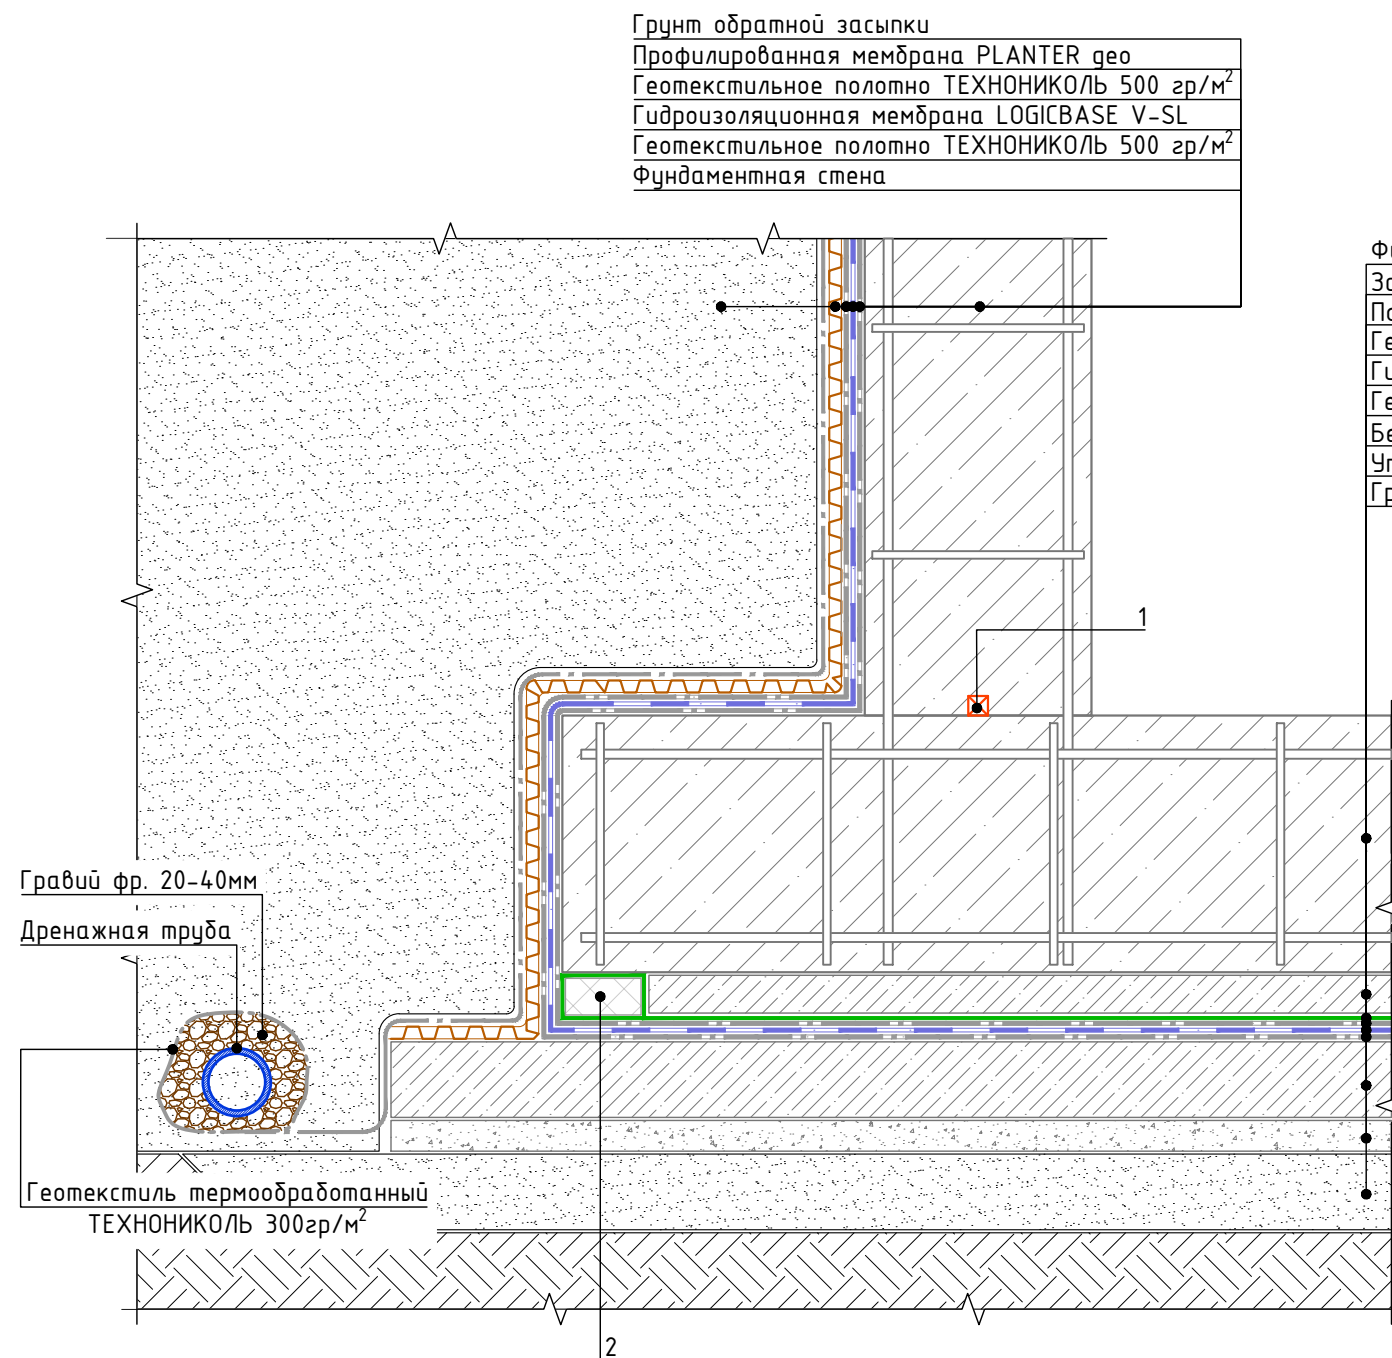 Грунт обратной засыпки
Профилированная мембрана PLANTER geo
Геотекстильное полотно ТЕХНОНИКОЛЬ 500 гр/м²
Гидроизоляционная мембрана LOGICBASE V-SL
Геотекстильное полотно ТЕХНОНИКОЛЬ 500 гр/м²
Фундаментная стена
1
Гравий фр. 20-40мм
Дренажная труба
Геотекстиль термообработанный
ТЕХНОНИКОЛЬ 300гр/м²
2